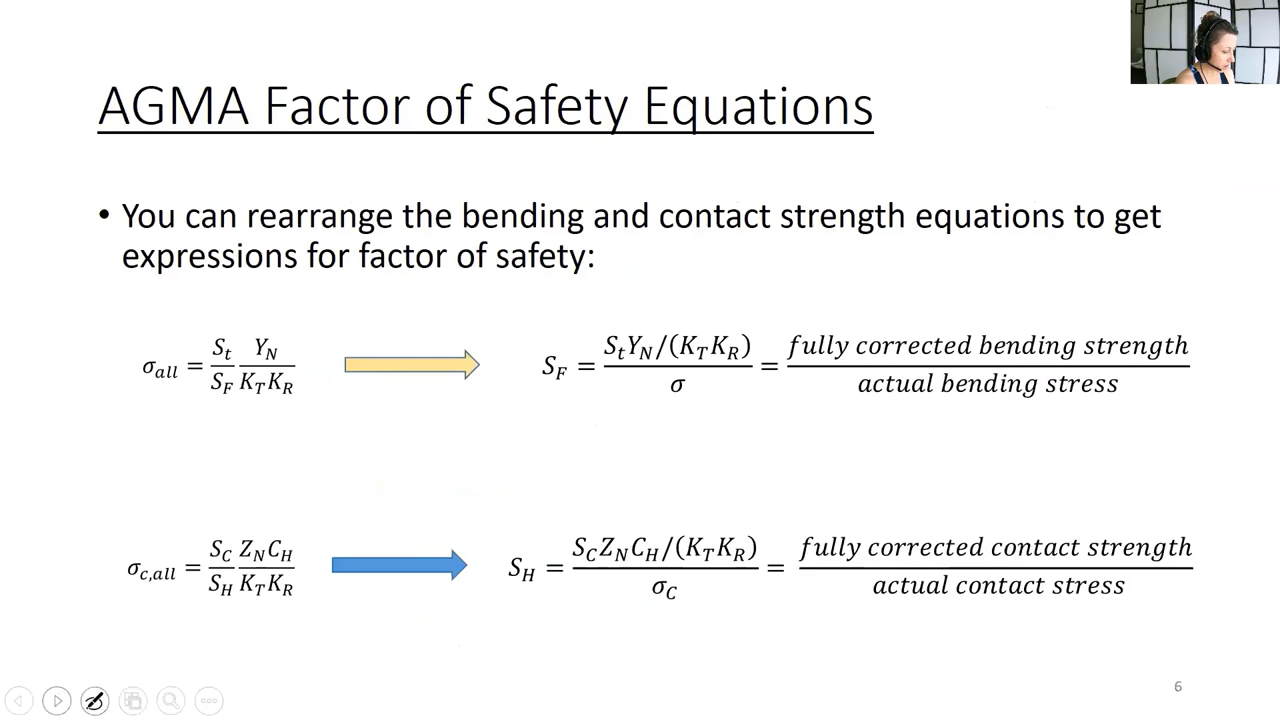 AGMA Factor of Safety Equations
• You can rearrange the bending and contact strength equations to get
expressions for factor of safety:
σ_all = (S_t / S_F) (Y_N / (K_T K_R))
S_F = (S_t Y_N/(K_T K_R)) / σ = fully corrected bending strength / actual bending stress
σ_c,all = (S_C / S_H) (Z_N C_H / (K_T K_R))
S_H = (S_C Z_N C_H/(K_T K_R)) / σ_C = fully corrected contact strength / actual contact stress
6